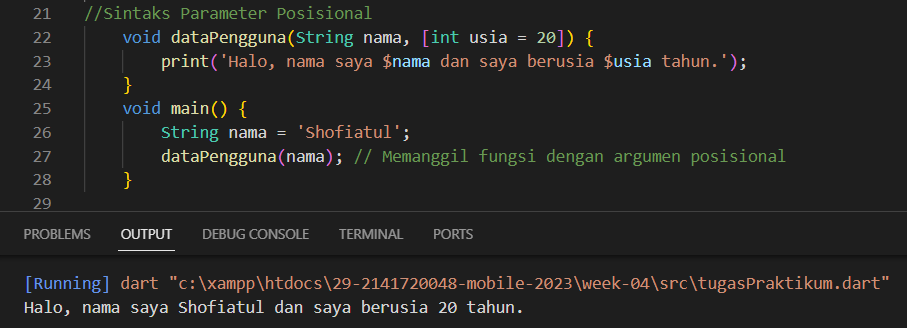 21 //Sintaks Parameter Posisional
22 void dataPengguna(String nama, [int usia = 20]) {
23 print('Halo, nama saya $nama dan saya berusia $usia tahun.');
24 }
25 void main() {
26 String nama = 'Shofiatul';
27 dataPengguna(nama); // Memanggil fungsi dengan argumen posisional
28 }
29
PROBLEMS OUTPUT DEBUG CONSOLE TERMINAL PORTS
[Running] dart "c:\xampp\htdocs\29-2141720048-mobile-2023\week-04\src\tugasPraktikum.dart"
Halo, nama saya Shofiatul dan saya berusia 20 tahun.